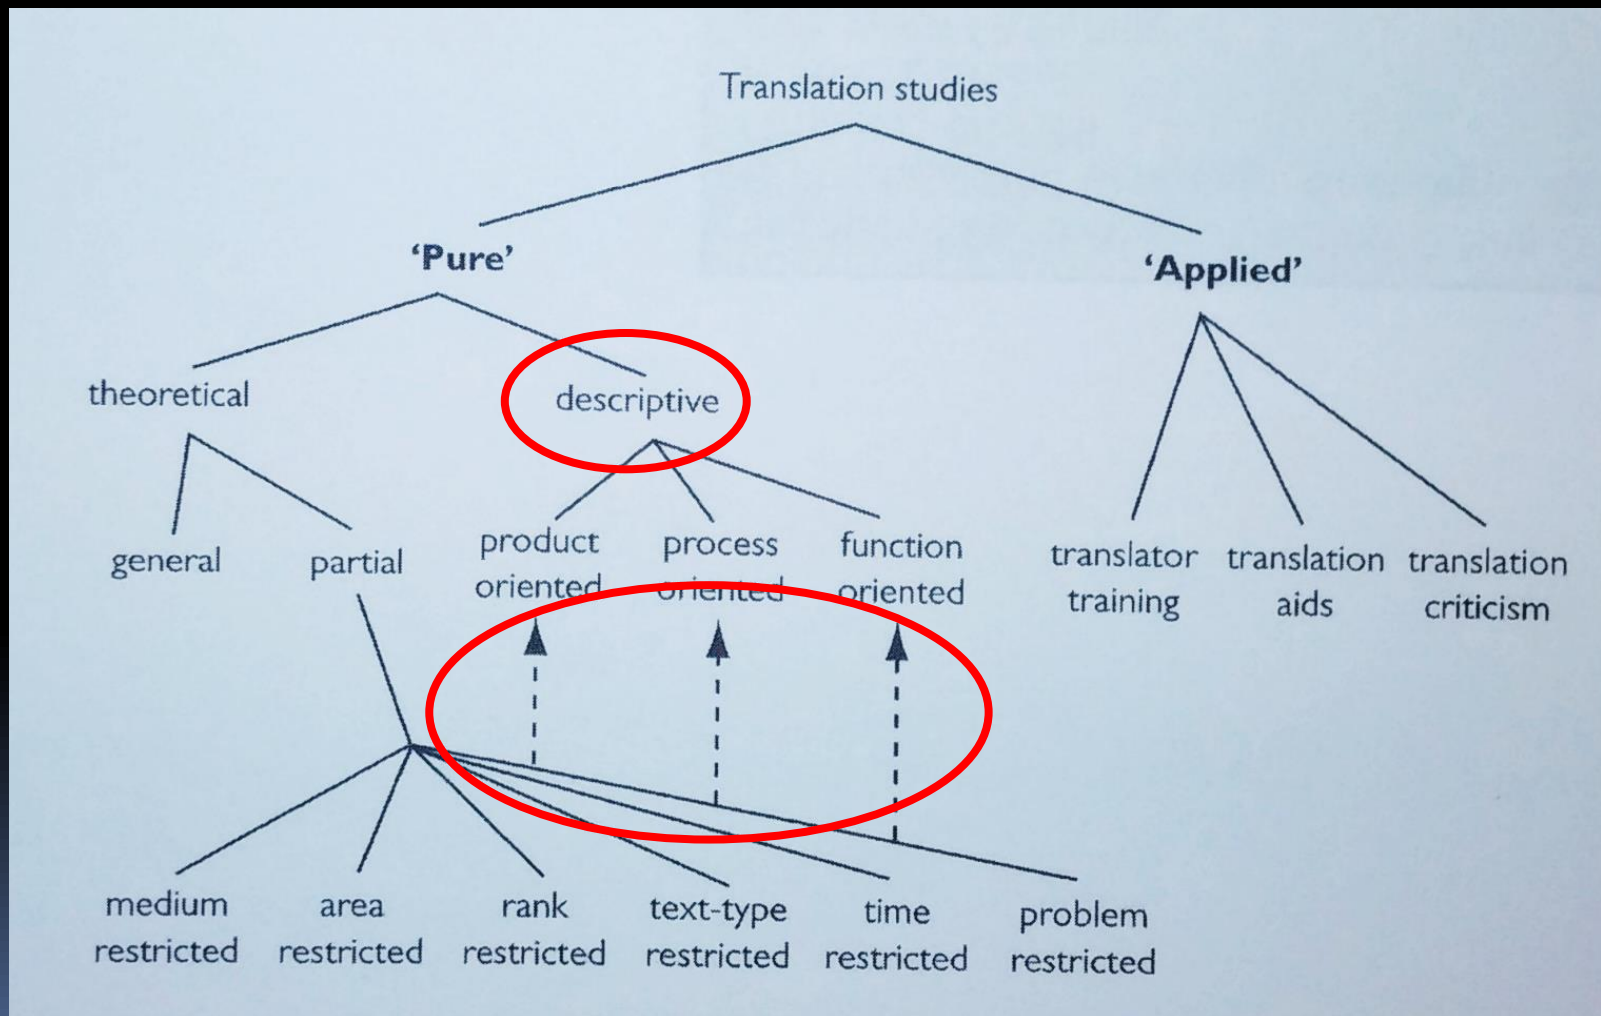 Translation studies
‘Pure’
‘Applied’
theoretical
descriptive
general
partial
product
oriented
process
oriented
function
oriented
translator
training
translation
aids
translation
criticism
medium
restricted
area
restricted
rank
restricted
text-type
restricted
time
restricted
problem
restricted